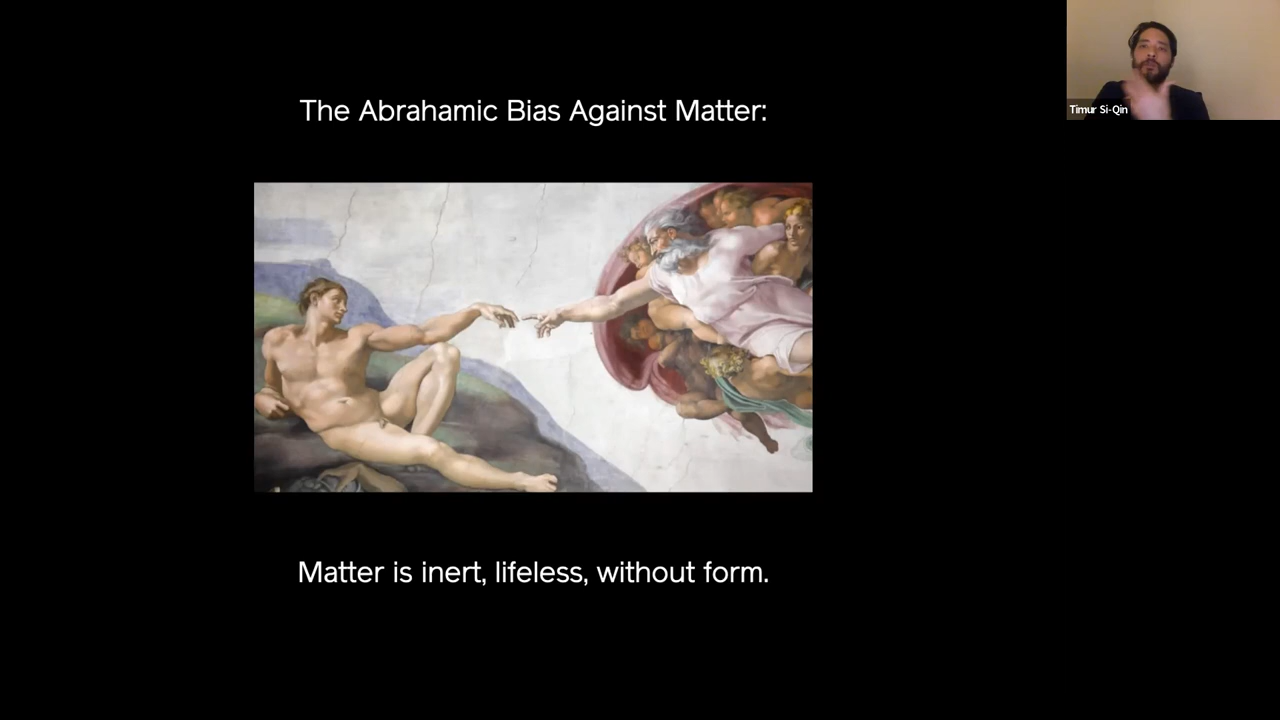 The Abrahamic Bias Against Matter:
Timur Si-Qin
Matter is inert, lifeless, without form.